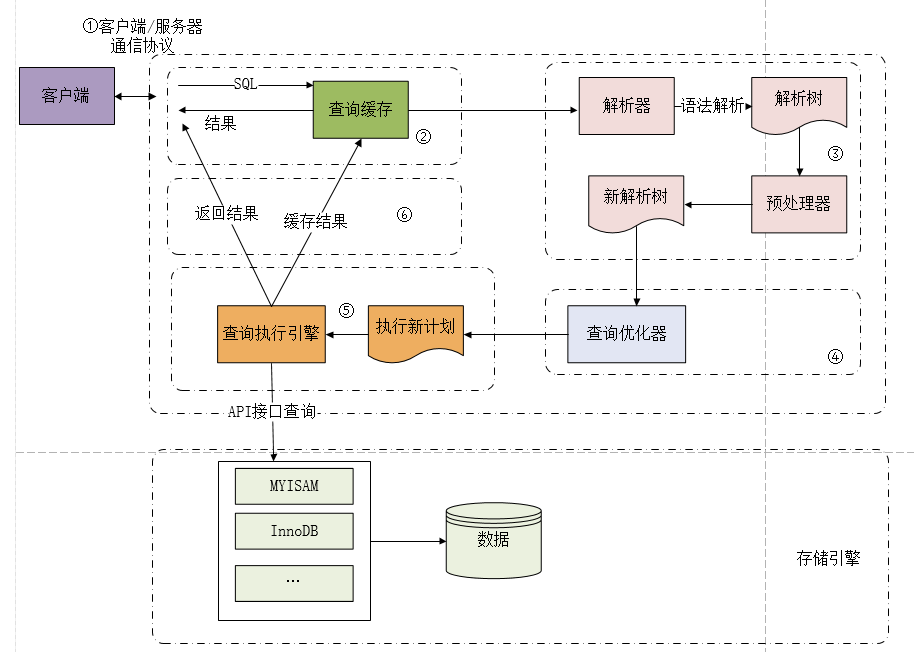 ①客户端/服务器
通信协议
客户端
SQL
结果
查询缓存
②
解析器
语法解析
解析树
③
新解析树
预处理器
返回结果
缓存结果
⑥
查询执行引擎
⑤
执行新计划
查询优化器
④
API接口查询
MYISAM
InnoDB
...
数据
存储引擎